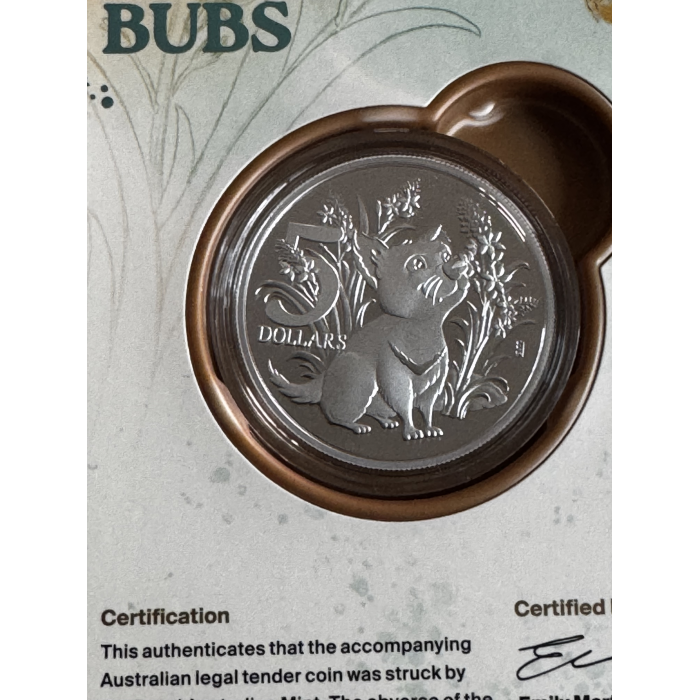 BUBS
5
DOLLARS
Certification
This authenticates that the accompanying
Australian legal tender coin was struck by
Certified